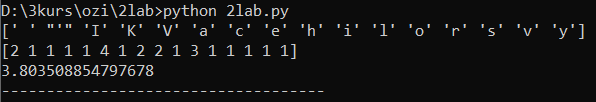 D:\3kurs\ozi\2lab>python 2lab.py
[' ' "'" 'I' 'K' 'V' 'a' 'c' 'e' 'h' 'i' 'l' 'o' 'r' 's' 'v' 'y']
[2 1 1 1 1 4 1 2 2 1 3 1 1 1 1 1]
3.803508854797678
-----------------------------------